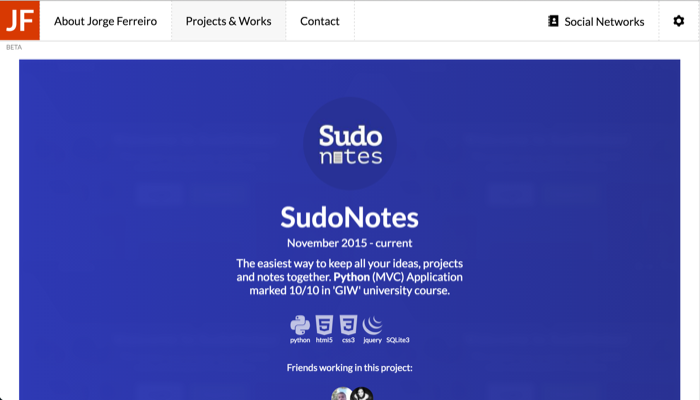 JF
About Jorge Ferreiro
Projects & Works
Contact
Social Networks
BETA
Sudo
notes
SudoNotes
November 2015 - current
The easiest way to keep all your ideas, projects
and notes together. Python (MVC) Application
marked 10/10 in 'GIW' university course.
python html5 css3 jquery SQLite3
Friends working in this project: